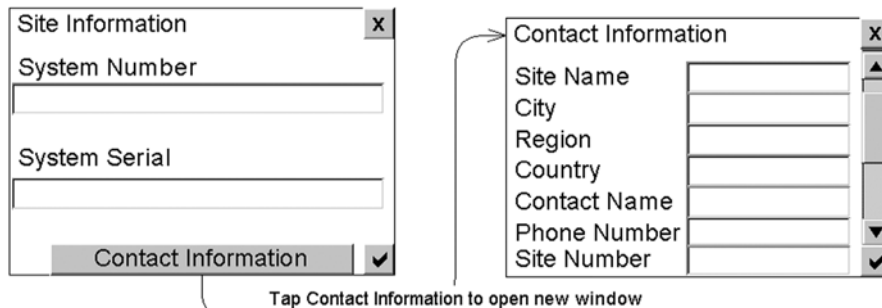 Site Information
X
System Number
System Serial
Contact Information
Contact Information
X
Site Name
City
Region
Country
Contact Name
Phone Number
Site Number
Tap Contact Information to open new window